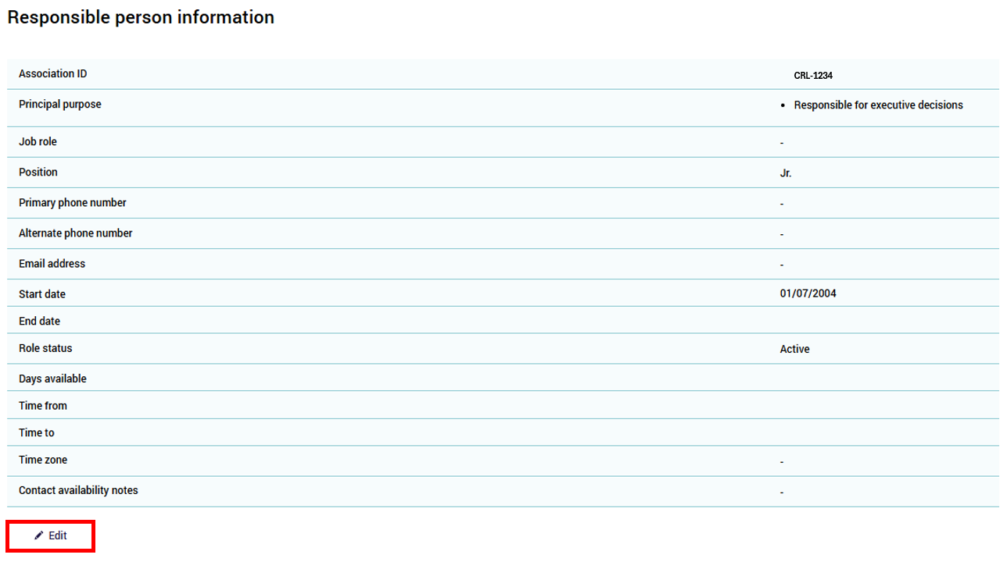 Responsible person information
Association ID CRL-1234
Principal purpose • Responsible for executive decisions
Job role -
Position Jr.
Primary phone number -
Alternate phone number -
Email address -
Start date 01/07/2004
End date
Role status Active
Days available
Time from
Time to
Time zone -
Contact availability notes -
Edit